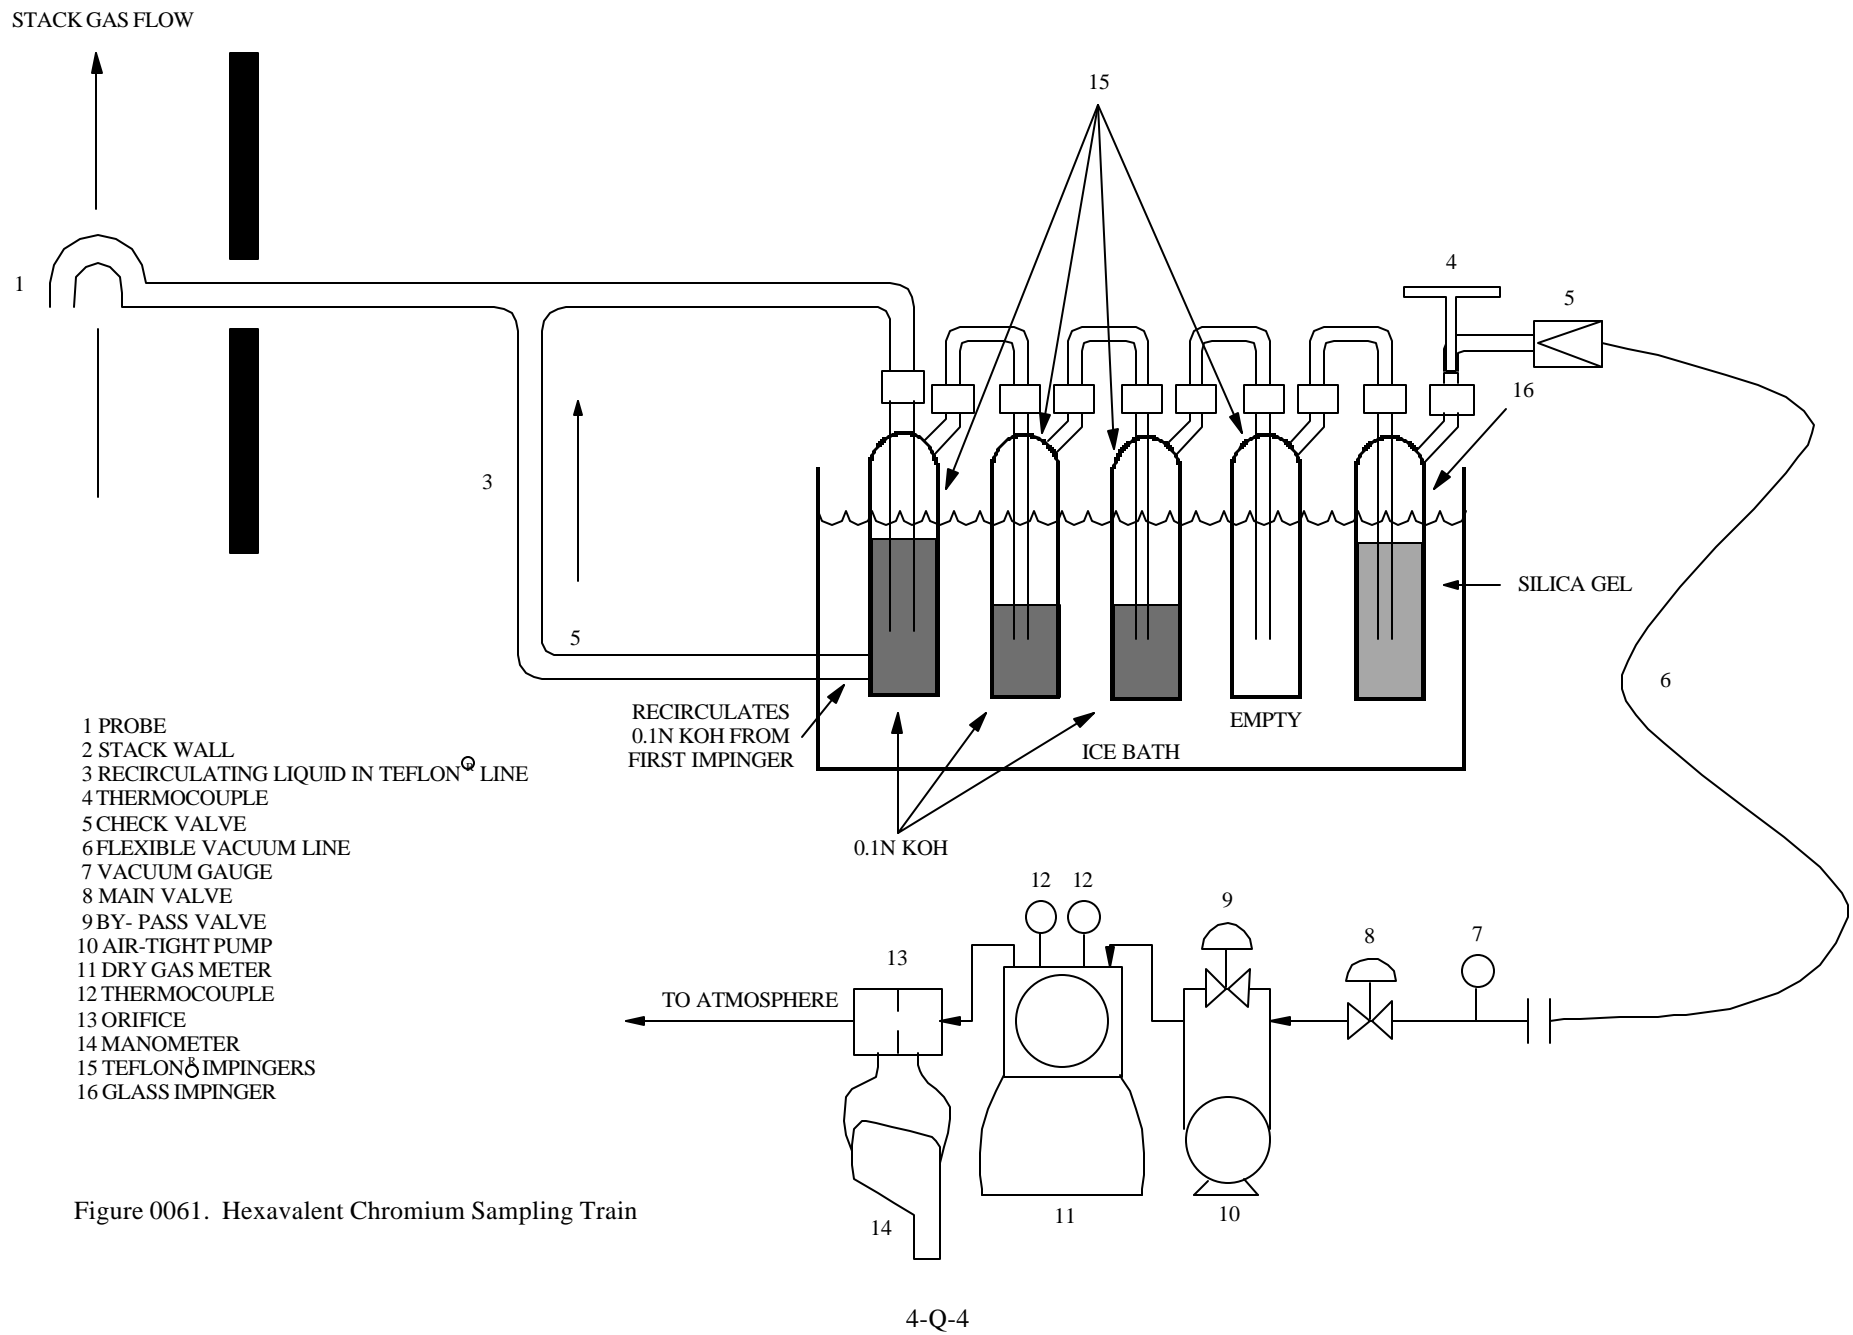 STACK GAS FLOW
15
4
5
1
16
3
SILICA GEL
5
6
RECIRCULATES
0.1N KOH FROM
FIRST IMPINGER
EMPTY
ICE BATH
0.1N KOH
1 PROBE
2 STACK WALL
3 RECIRCULATING LIQUID IN TEFLON® LINE
4 THERMOCOUPLE
5 CHECK VALVE
6 FLEXIBLE VACUUM LINE
7 VACUUM GAUGE
8 MAIN VALVE
9 BY- PASS VALVE
10 AIR-TIGHT PUMP
11 DRY GAS METER
12 THERMOCOUPLE
13 ORIFICE
14 MANOMETER
15 TEFLON® IMPINGERS
16 GLASS IMPINGER
12 12
9
8
7
13
TO ATMOSPHERE
14
11
10
Figure 0061. Hexavalent Chromium Sampling Train
4-Q-4